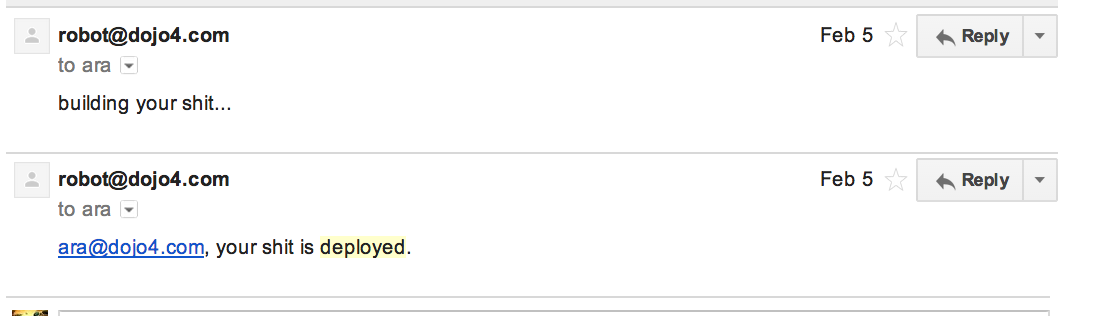 robot@dojo4.com Feb 5 Reply
to ara
building your shit...
robot@dojo4.com Feb 5 Reply
to ara
ara@dojo4.com, your shit is deployed.